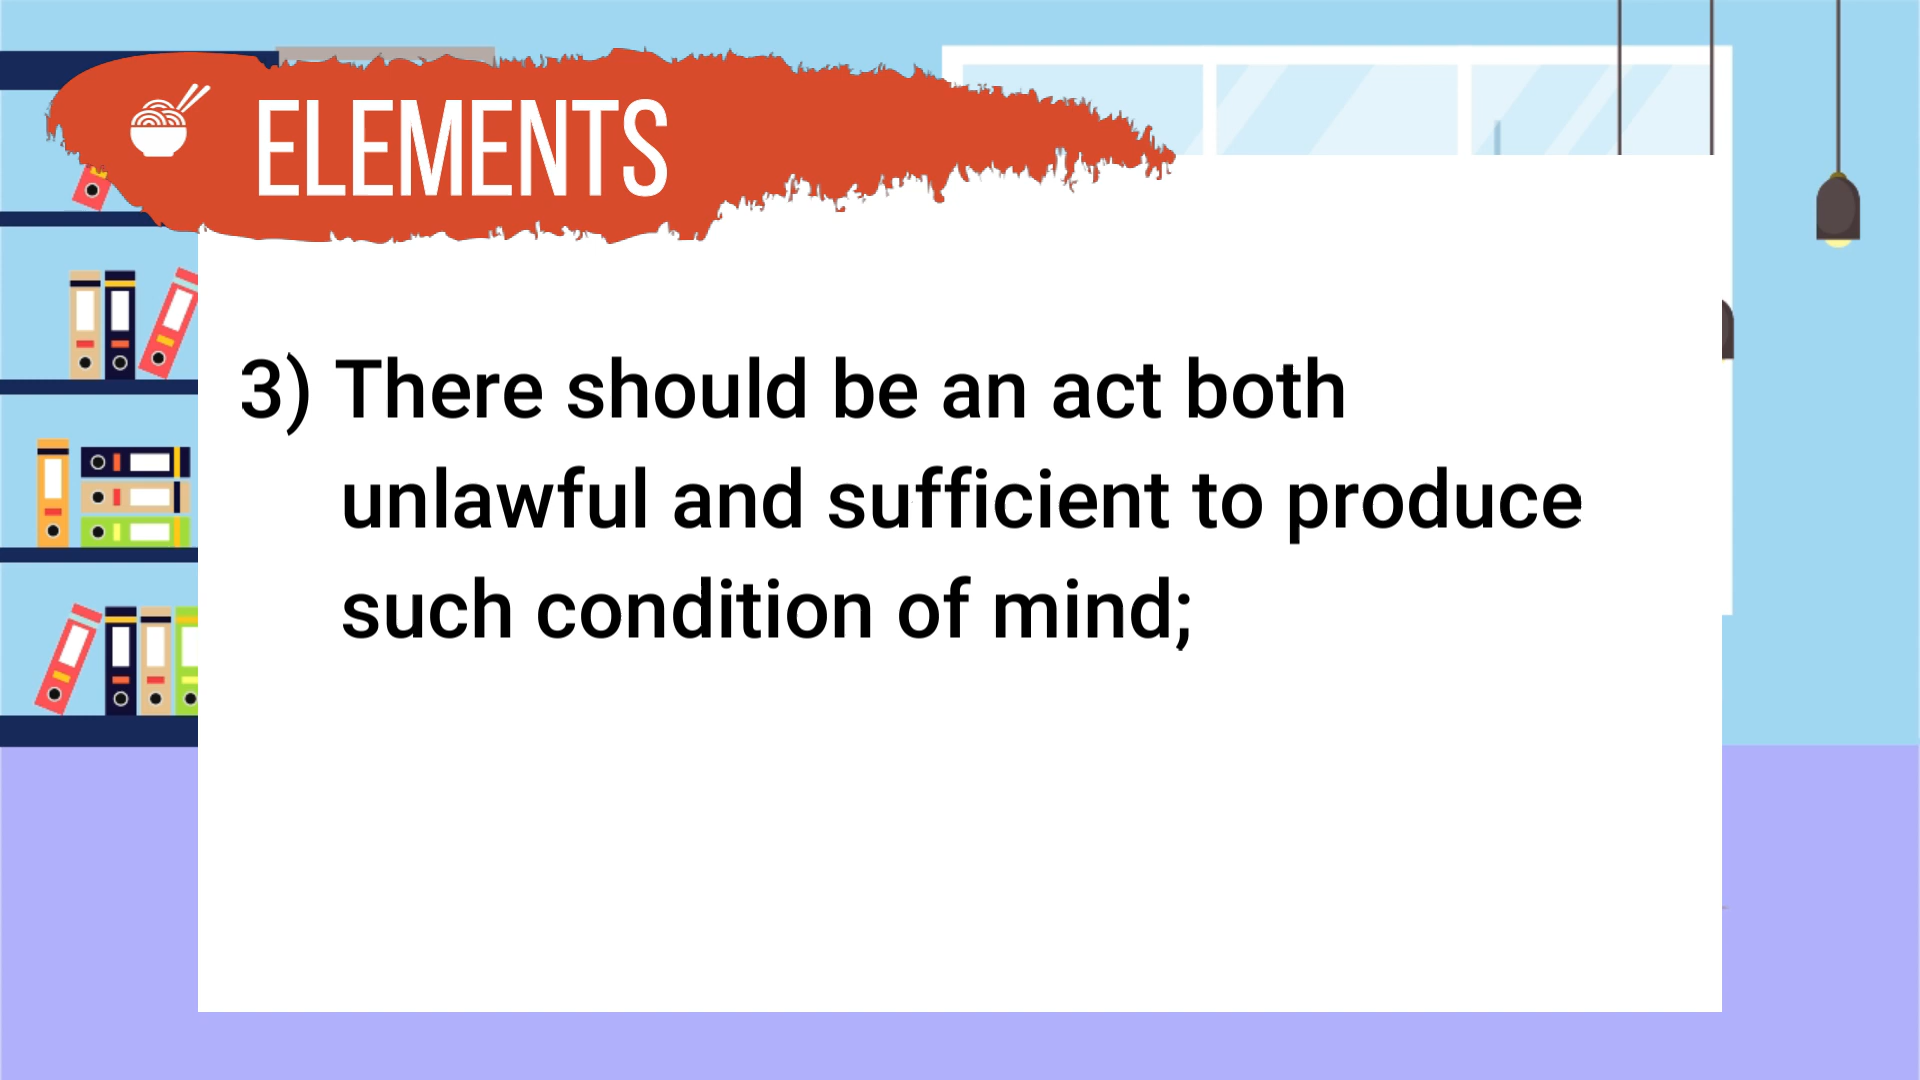 ELEMENTS
3) There should be an act both
unlawful and sufficient to produce
such condition of mind;